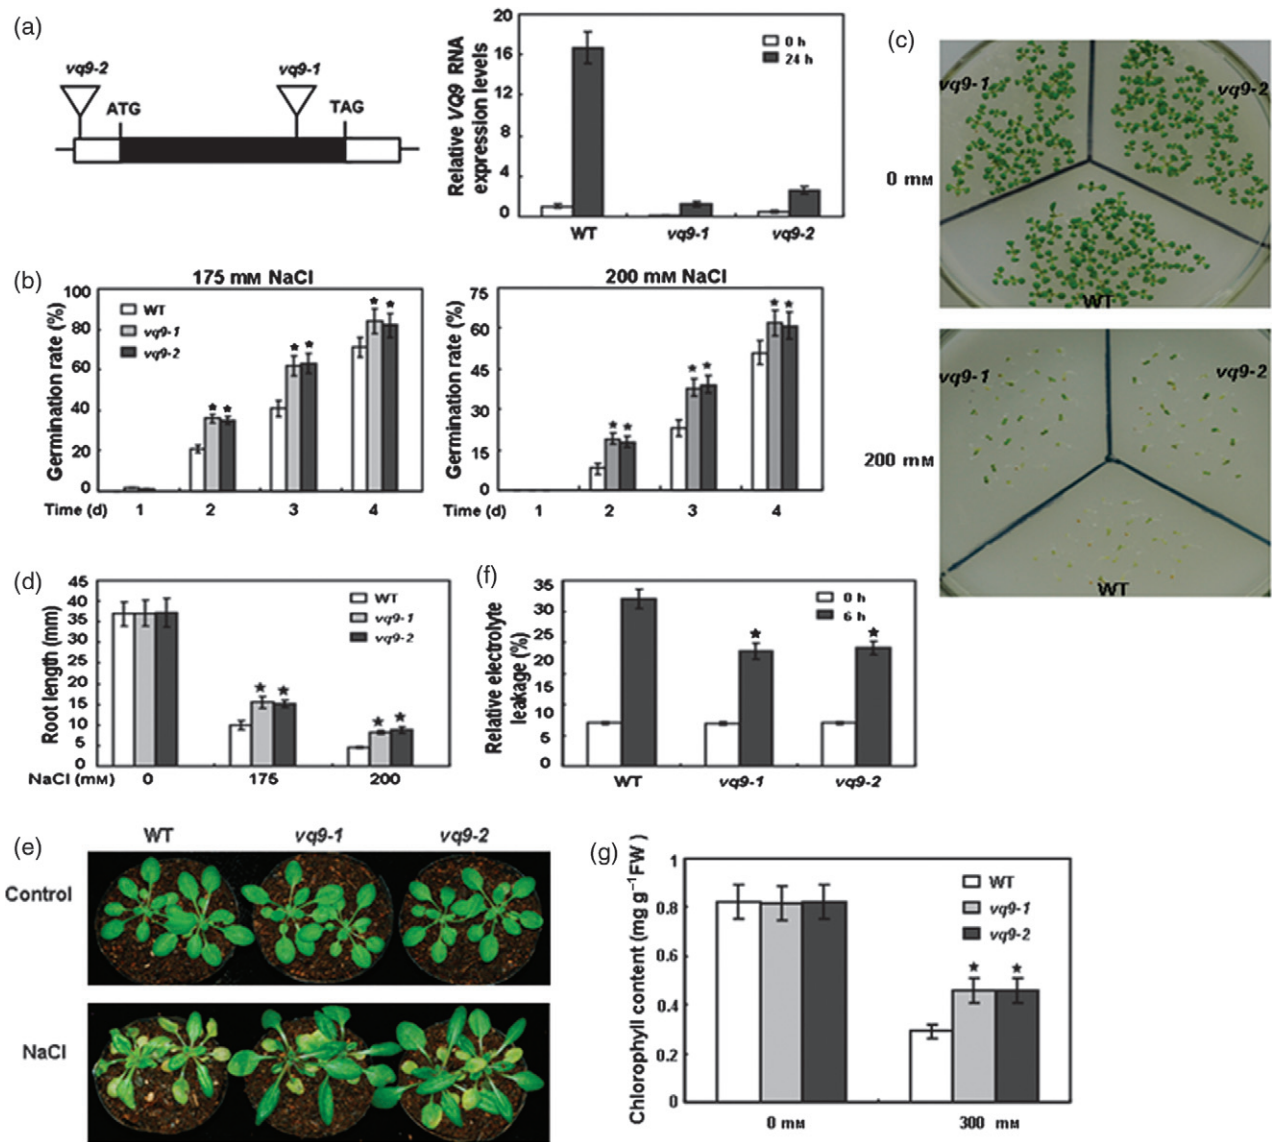 (a)
vq9-2
vq9-1
ATG
TAG
Relative VQ9 RNA
expression levels
20
16
12
8
4
0
0 h
24 h
WT
vq9-1
vq9-2
(b)
175 mM NaCl
Germination rate (%)
100
80
60
40
20
0
WT
vq9-1
vq9-2
* *
* *
* *
Time (d)
1
2
3
4
200 mM NaCl
Germination rate (%)
75
60
45
30
15
0
* *
* *
* *
Time (d)
1
2
3
4
(c)
0 mM
vq9-1
vq9-2
WT
200 mM
vq9-1
vq9-2
WT
(d)
Root length (mm)
45
40
35
30
25
20
15
10
5
0
WT
vq9-1
vq9-2
* *
* *
NaCl (mM)
0
175
200
(f)
Relative electrolyte
leakage (%)
35
30
25
20
15
10
5
0
0 h
6 h
*
*
WT
vq9-1
vq9-2
(e)
WT
vq9-1
vq9-2
Control
NaCl
(g)
Chlorophyll content (mg g⁻¹FW )
1
0.8
0.6
0.4
0.2
0
WT
vq9-1
vq9-2
* *
0 mM
300 mM